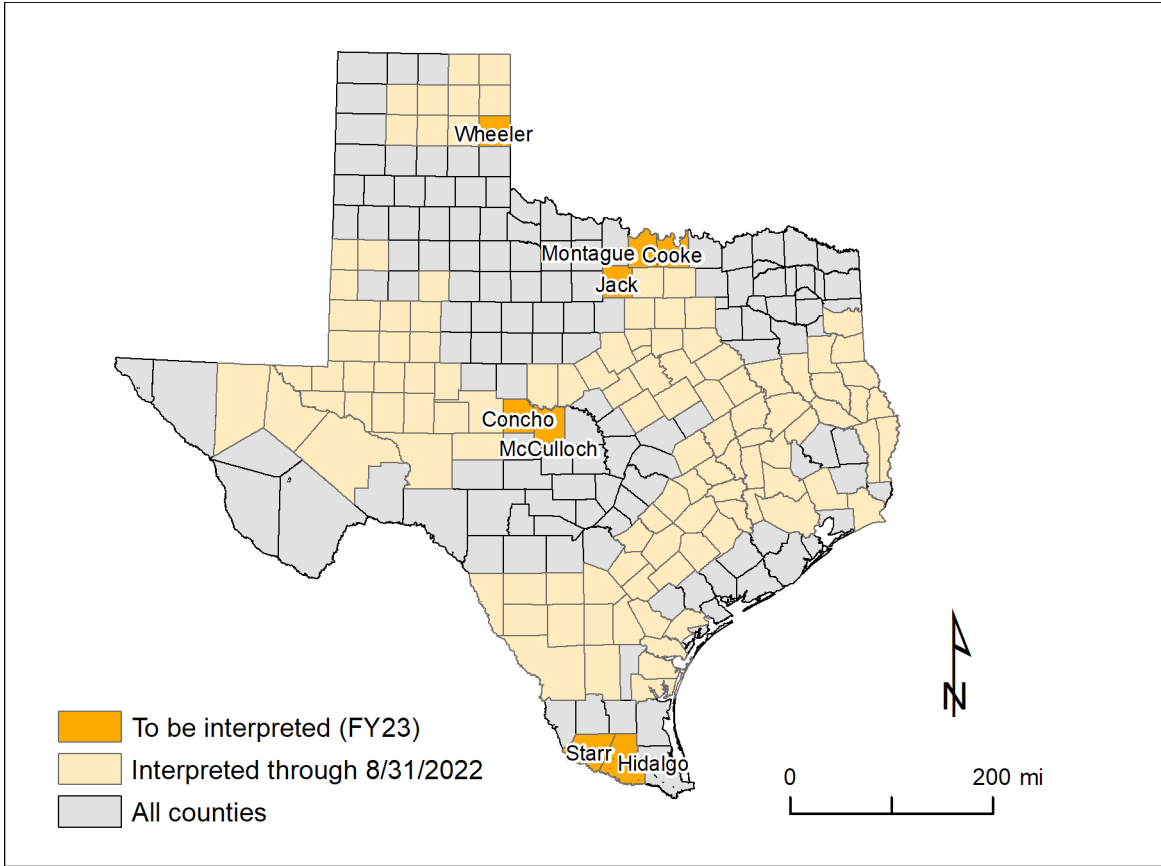 Wheeler
Montague
Cooke
Jack
Concho
McCulloch
Starr
Hidalgo
To be interpreted (FY23)
Interpreted through 8/31/2022
All counties
0
200 mi
N